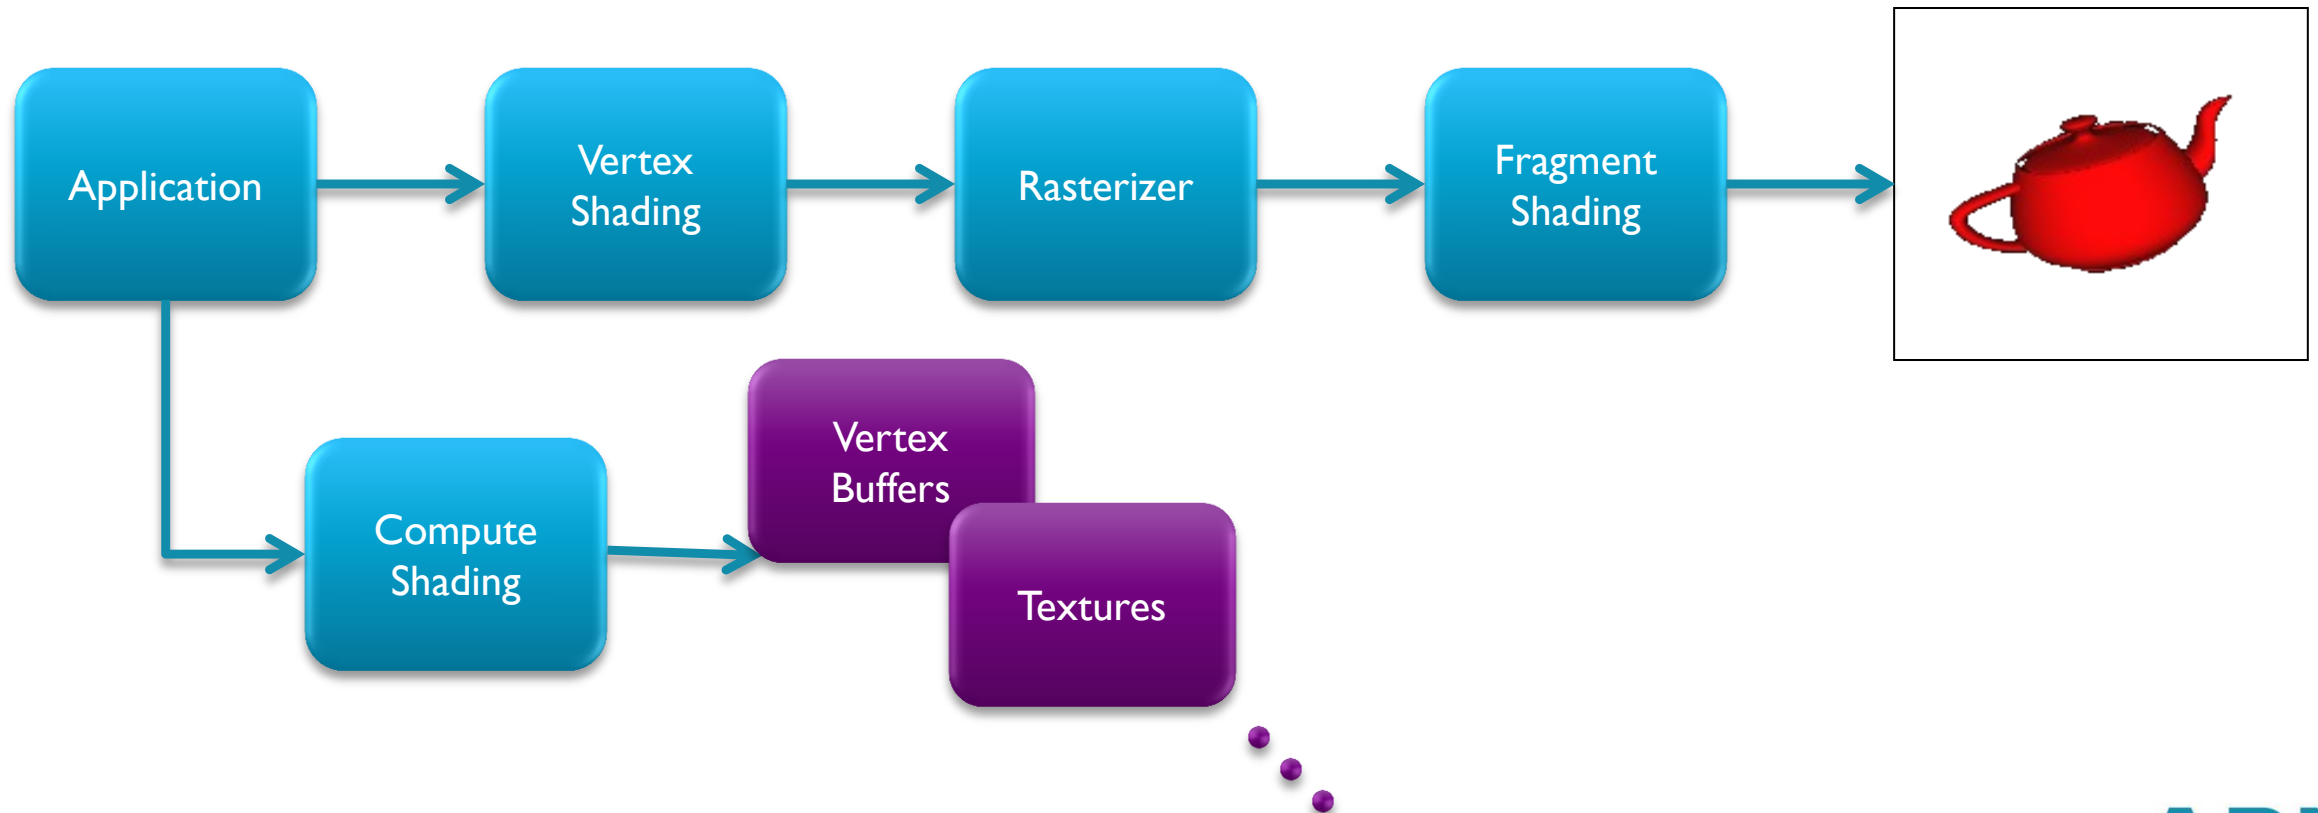 Application
Vertex
Shading
Rasterizer
Fragment
Shading
Vertex
Buffers
Compute
Shading
Textures